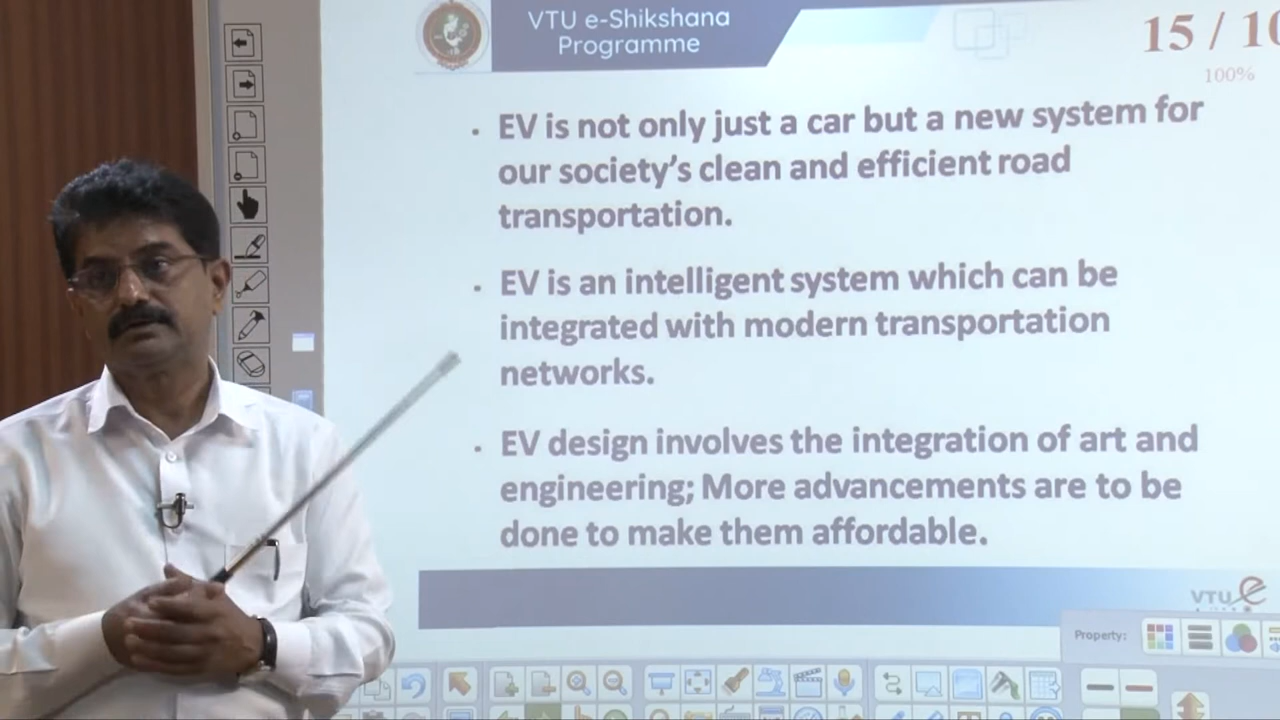 VTU e-Shikshana
Programme
15 / 10
100%
EV is not only just a car but a new system for
our society's clean and efficient road
transportation.
EV is an intelligent system which can be
integrated with modern transportation
networks.
EV design involves the integration of art and
engineering; More advancements are to be
done to make them affordable.
VTU e
Property: